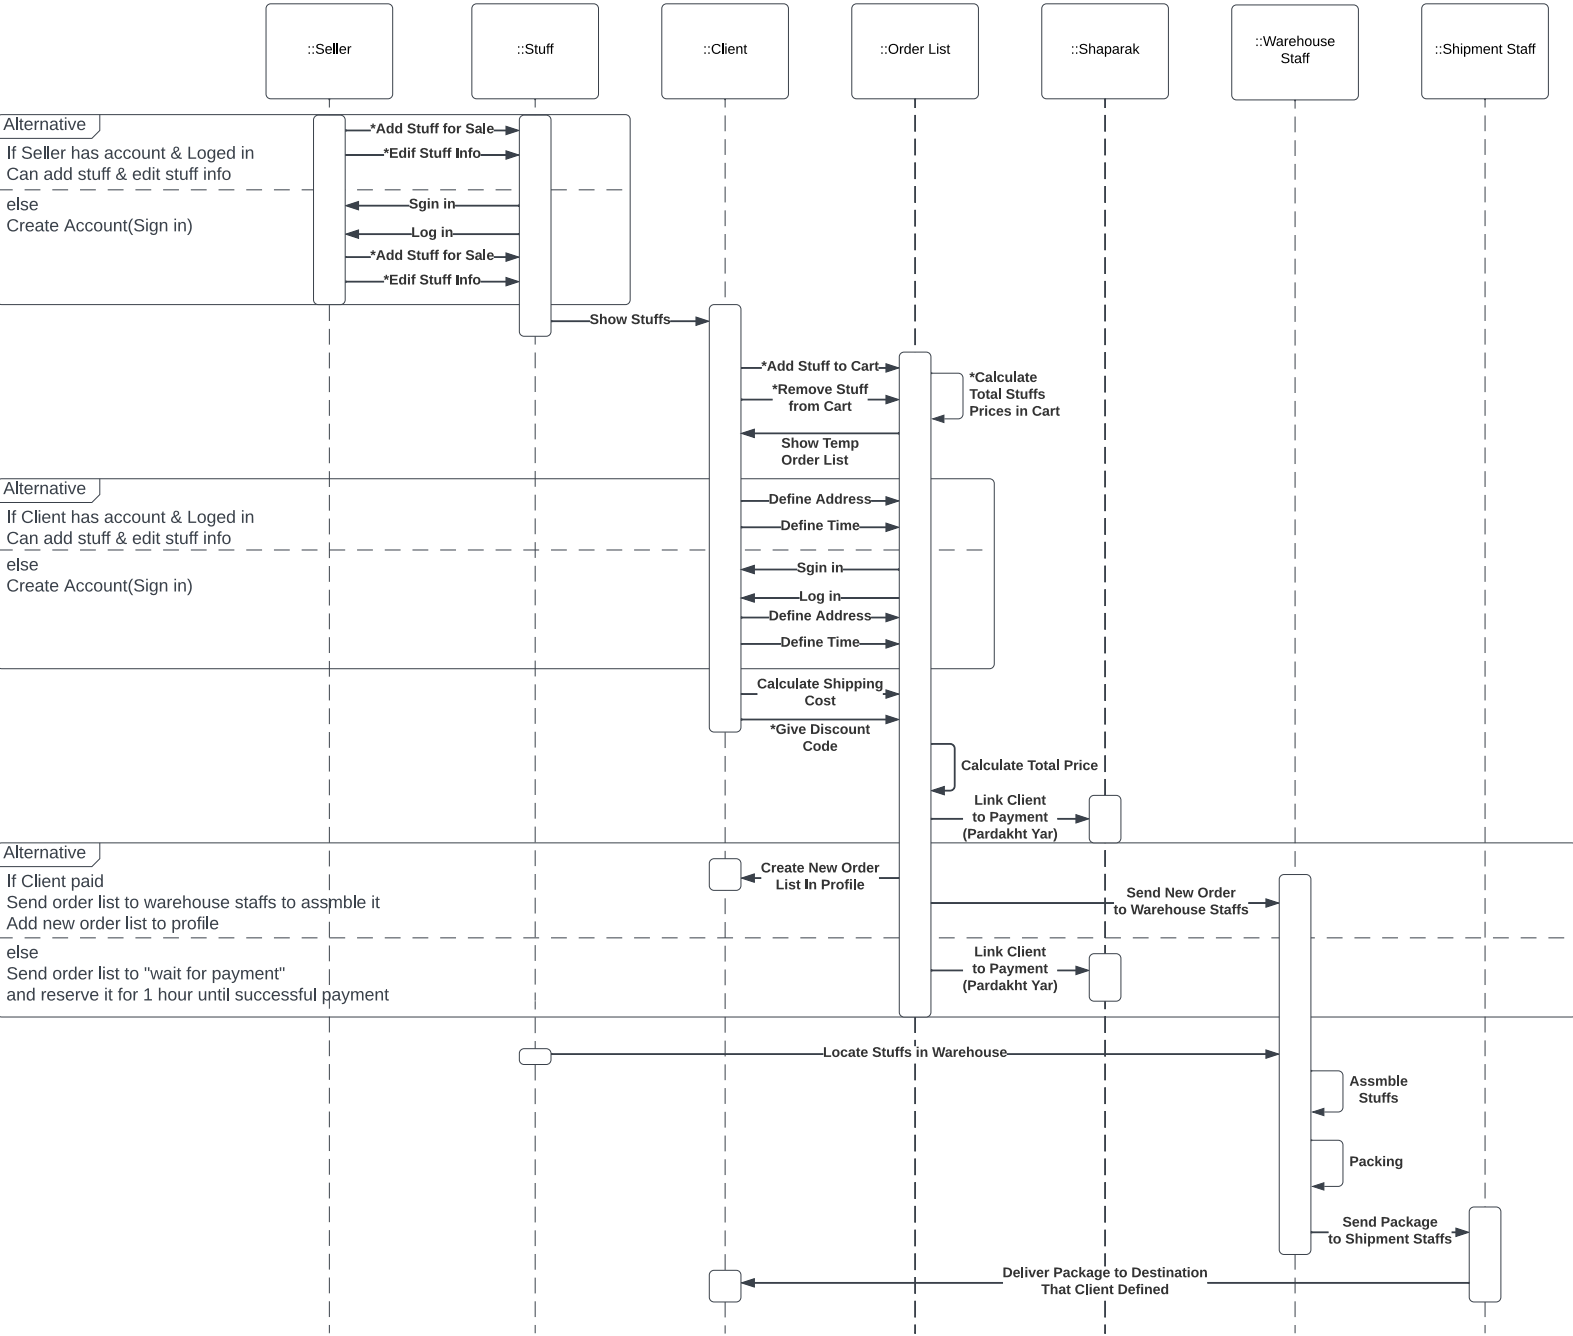 ::Seller
::Stuff
::Client
::Order List
::Shaparak
::Warehouse
Staff
::Shipment Staff
Alternative
If Seller has account & Loged in
Can add stuff & edit stuff info
*Add Stuff for Sale
*Edif Stuff Info
else
Create Account(Sign in)
Sgin in
Log in
*Add Stuff for Sale
*Edif Stuff Info
Show Stuffs
*Add Stuff to Cart
*Remove Stuff
from Cart
*Calculate
Total Stuffs
Prices in Cart
Show Temp
Order List
Alternative
If Client has account & Loged in
Can add stuff & edit stuff info
Define Address
Define Time
else
Create Account(Sign in)
Sgin in
Log in
Define Address
Define Time
Calculate Shipping
Cost
*Give Discount
Code
Calculate Total Price
Link Client
to Payment
(Pardakht Yar)
Alternative
If Client paid
Send order list to warehouse staffs to assmble it
Add new order list to profile
Create New Order
List In Profile
Send New Order
to Warehouse Staffs
else
Send order list to "wait for payment"
and reserve it for 1 hour until successful payment
Link Client
to Payment
(Pardakht Yar)
Locate Stuffs in Warehouse
Assmble
Stuffs
Packing
Send Package
to Shipment Staffs
Deliver Package to Destination
That Client Defined